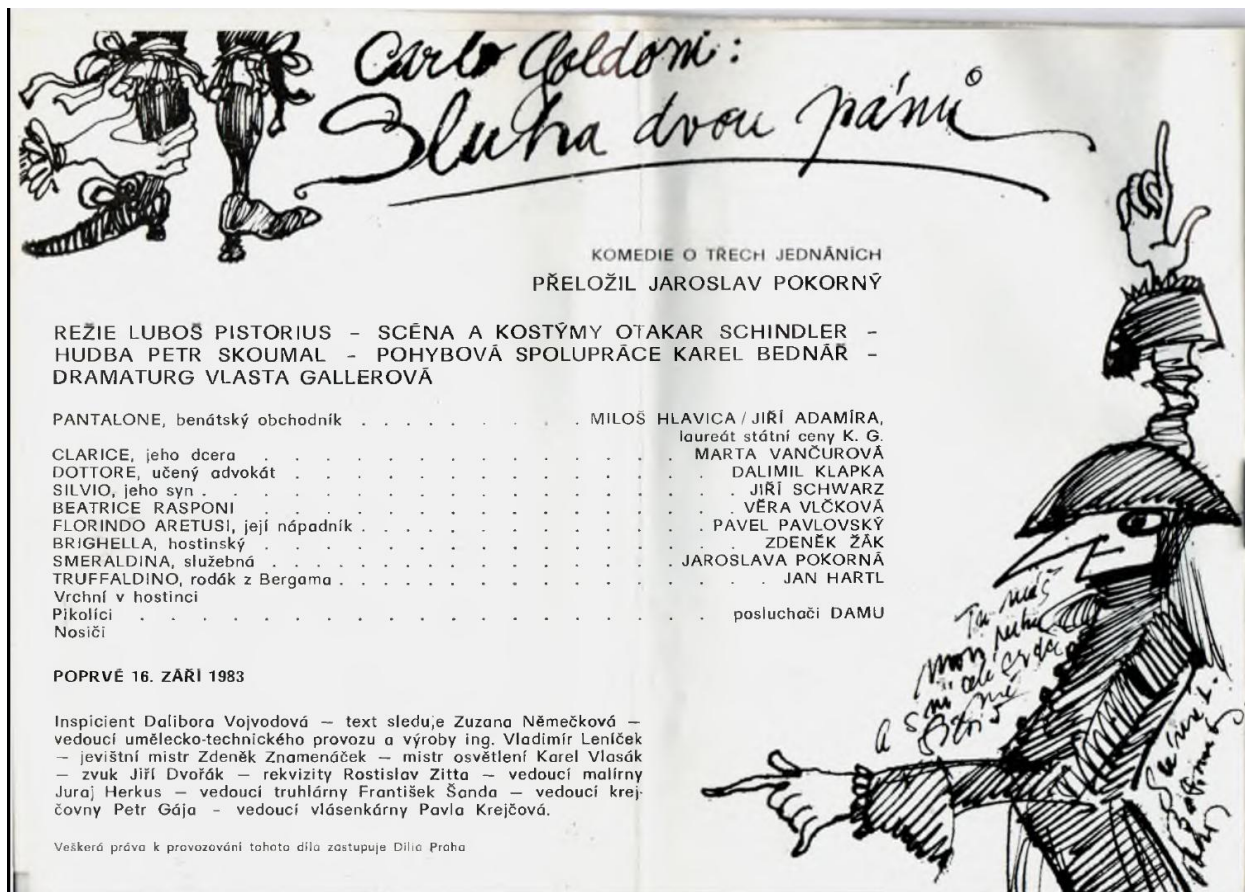 Carlo Goldoni:
Sluha dvou pánů
KOMEDIE O TŘECH JEDNÁNÍCH
PŘELOŽIL JAROSLAV POKORNÝ
REŽIE LUBOŠ PISTORIUS – SCÉNA A KOSTÝMY OTAKAR SCHINDLER –
HUDBA PETR SKOUMAL – POHYBOVÁ SPOLUPRÁCE KAREL BEDNÁŘ –
DRAMATURG VLASTA GALLEROVÁ
PANTALONE, benátský obchodník . . . . . . . . . . MILOŠ HLAVICA / JIŘÍ ADAMÍRA,
laureát státní ceny K. G.
CLARICE, jeho dcera . . . . . . . . . . . . . . . . . MARTA VANČUROVÁ
DOTTORE, učený advokát . . . . . . . . . . . . . . . . . DALIMIL KLAPKA
SILVIO, jeho syn . . . . . . . . . . . . . . . . . . . . JIŘÍ SCHWARZ
BEATRICE RASPONI . . . . . . . . . . . . . . . . . VĚRA VLČKOVÁ
FLORINDO ARETUSI, její nápadník . . . . . . . . . . . . . . PAVEL PAVLOVSKÝ
BRIGHELLA, hostinský . . . . . . . . . . . . . . . . . . ZDENĚK ŽÁK
SMERALDINA, služebná . . . . . . . . . . . . . . . . JAROSLAVA POKORNÁ
TRUFFALDINO, rodák z Bergama . . . . . . . . . . . . . . . . . JAN HARTL
Vrchní v hostinci
Pikolíci . . . . . . . . . . . . . . . . . . . . posluchači DAMU
Nosiči
POPRVÉ 16. ZÁŘÍ 1983
Inspicient Dalibora Vojvodová — text sleduje Zuzana Němečková —
vedoucí umělecko-technického provozu a výroby ing. Vladimír Leníček
— jevištní mistr Zdeněk Znamenáček — mistr osvětlení Karel Vlasák
— zvuk Jiří Dvořák — rekvizity Rostislav Zitta — vedoucí malírny
Juraj Herkus — vedoucí truhlárny František Šanda — vedoucí krej-
čovny Petr Gája – vedoucí vlásenkárny Pavla Krejčová.
Veškerá práva k provozování tohoto díla zastupuje Dilia Praha
Tu máš